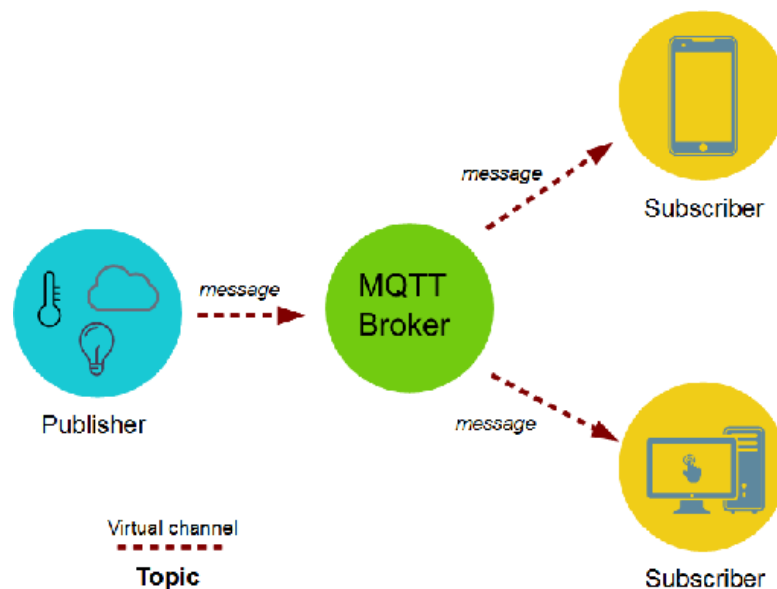 message
Subscriber
message
MQTT
Broker
Publisher
message
Virtual channel
Topic
Subscriber